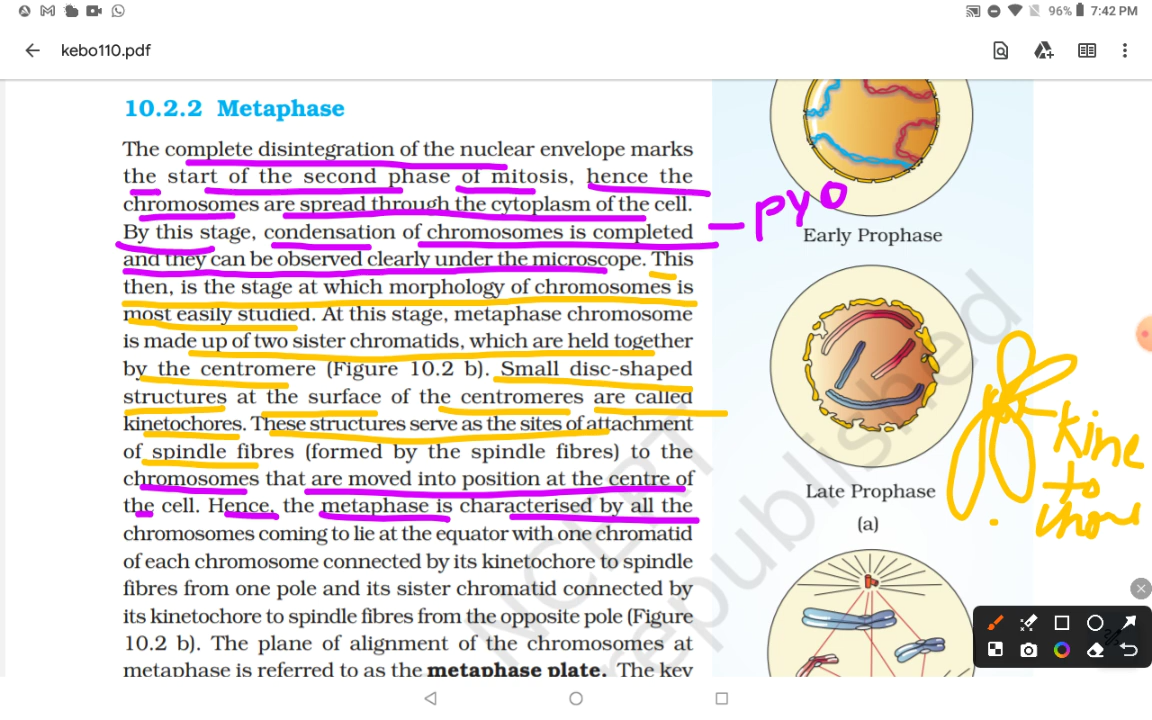 96% 7:42 PM
kebo110.pdf
10.2.2 Metaphase
The complete disintegration of the nuclear envelope marks
the start of the second phase of mitosis, hence the
chromosomes are spread through the cytoplasm of the cell.
By this stage, condensation of chromosomes is completed
and they can be observed clearly under the microscope. This
then, is the stage at which morphology of chromosomes is
most easily studied. At this stage, metaphase chromosome
is made up of two sister chromatids, which are held together
by the centromere (Figure 10.2 b). Small disc-shaped
structures at the surface of the centromeres are called
kinetochores. These structures serve as the sites of attachment
of spindle fibres (formed by the spindle fibres) to the
chromosomes that are moved into position at the centre of
the cell. Hence, the metaphase is characterised by all the
chromosomes coming to lie at the equator with one chromatid
of each chromosome connected by its kinetochore to spindle
fibres from one pole and its sister chromatid connected by
its kinetochore to spindle fibres from the opposite pole (Figure
10.2 b). The plane of alignment of the chromosomes at
metaphase is referred to as the metaphase plate. The key
PYO
Early Prophase
Late Prophase
(a)
kine
to
NCERT
republished